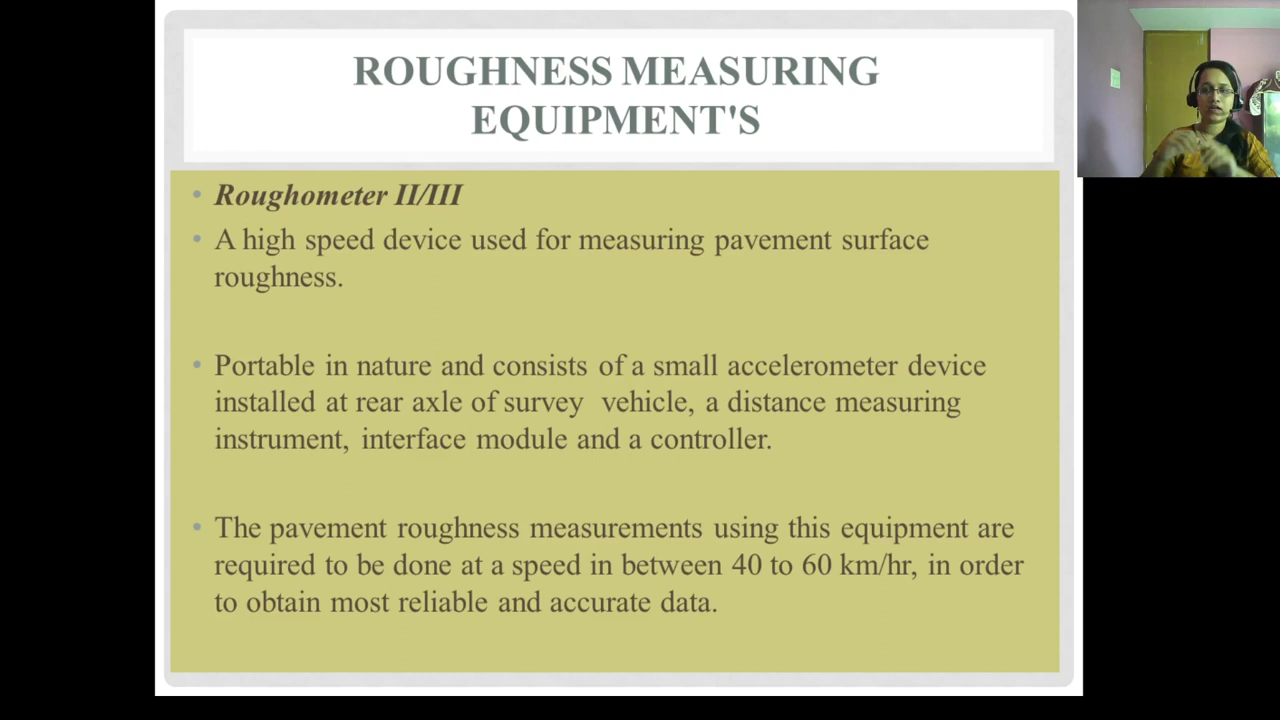 ROUGHNESS MEASURING
EQUIPMENT'S
• Roughometer II/III
• A high speed device used for measuring pavement surface
roughness.
• Portable in nature and consists of a small accelerometer device
installed at rear axle of survey vehicle, a distance measuring
instrument, interface module and a controller.
• The pavement roughness measurements using this equipment are
required to be done at a speed in between 40 to 60 km/hr, in order
to obtain most reliable and accurate data.